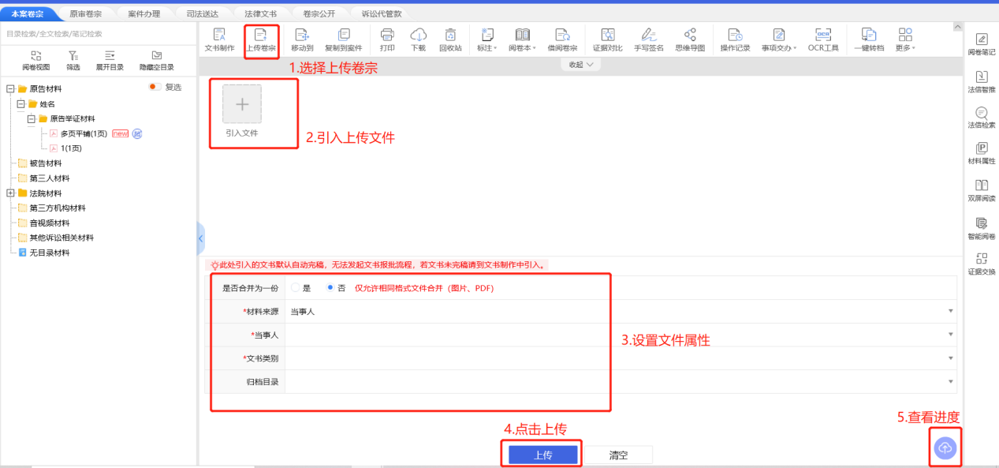 本案卷宗 原审卷宗 案件办理 司法送达 法律文书 卷宗公开 诉讼代管款
目录检索/全文检索/笔记检索
阅卷视图 筛选 展开目录 隐藏空目录
文书制作 上传卷宗 移动到 复制到案件 打印 下载 回收站 标注 阅卷本 借阅卷宗 证据对比 手写签名 思维导图 操作记录 事项交办 OCR工具 一键转档 更多
收起
1.选择上传卷宗
复选
原告材料
姓名
原告举证材料
多页平铺(1页) new
1(1页)
被告材料
第三人材料
法院材料
第三方机构材料
音视频材料
其他诉讼相关材料
无目录材料
引入文件
2.引入上传文件
此处引入的文书默认自动完稿，无法发起文书报批流程，若文书未完稿请到文书制作中引入。
是否合并为一份 是 否 仅允许相同格式文件合并（图片、PDF）
*材料来源 当事人
*当事人
*文书类别
归档目录
3.设置文件属性
4.点击上传
上传 清空
5.查看进度
阅卷笔记
法信智推
法信检索
材料属性
双屏阅读
智能阅卷
证据交换